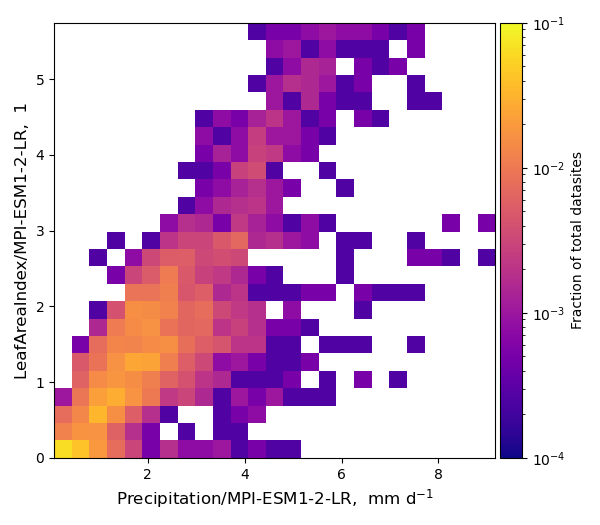 10⁻¹
10⁻²
10⁻³
10⁻⁴
Fraction of total datasites
LeafAreaIndex/MPI-ESM1-2-LR, 1
5
4
3
2
1
0
2 4 6 8
Precipitation/MPI-ESM1-2-LR, mm d⁻¹